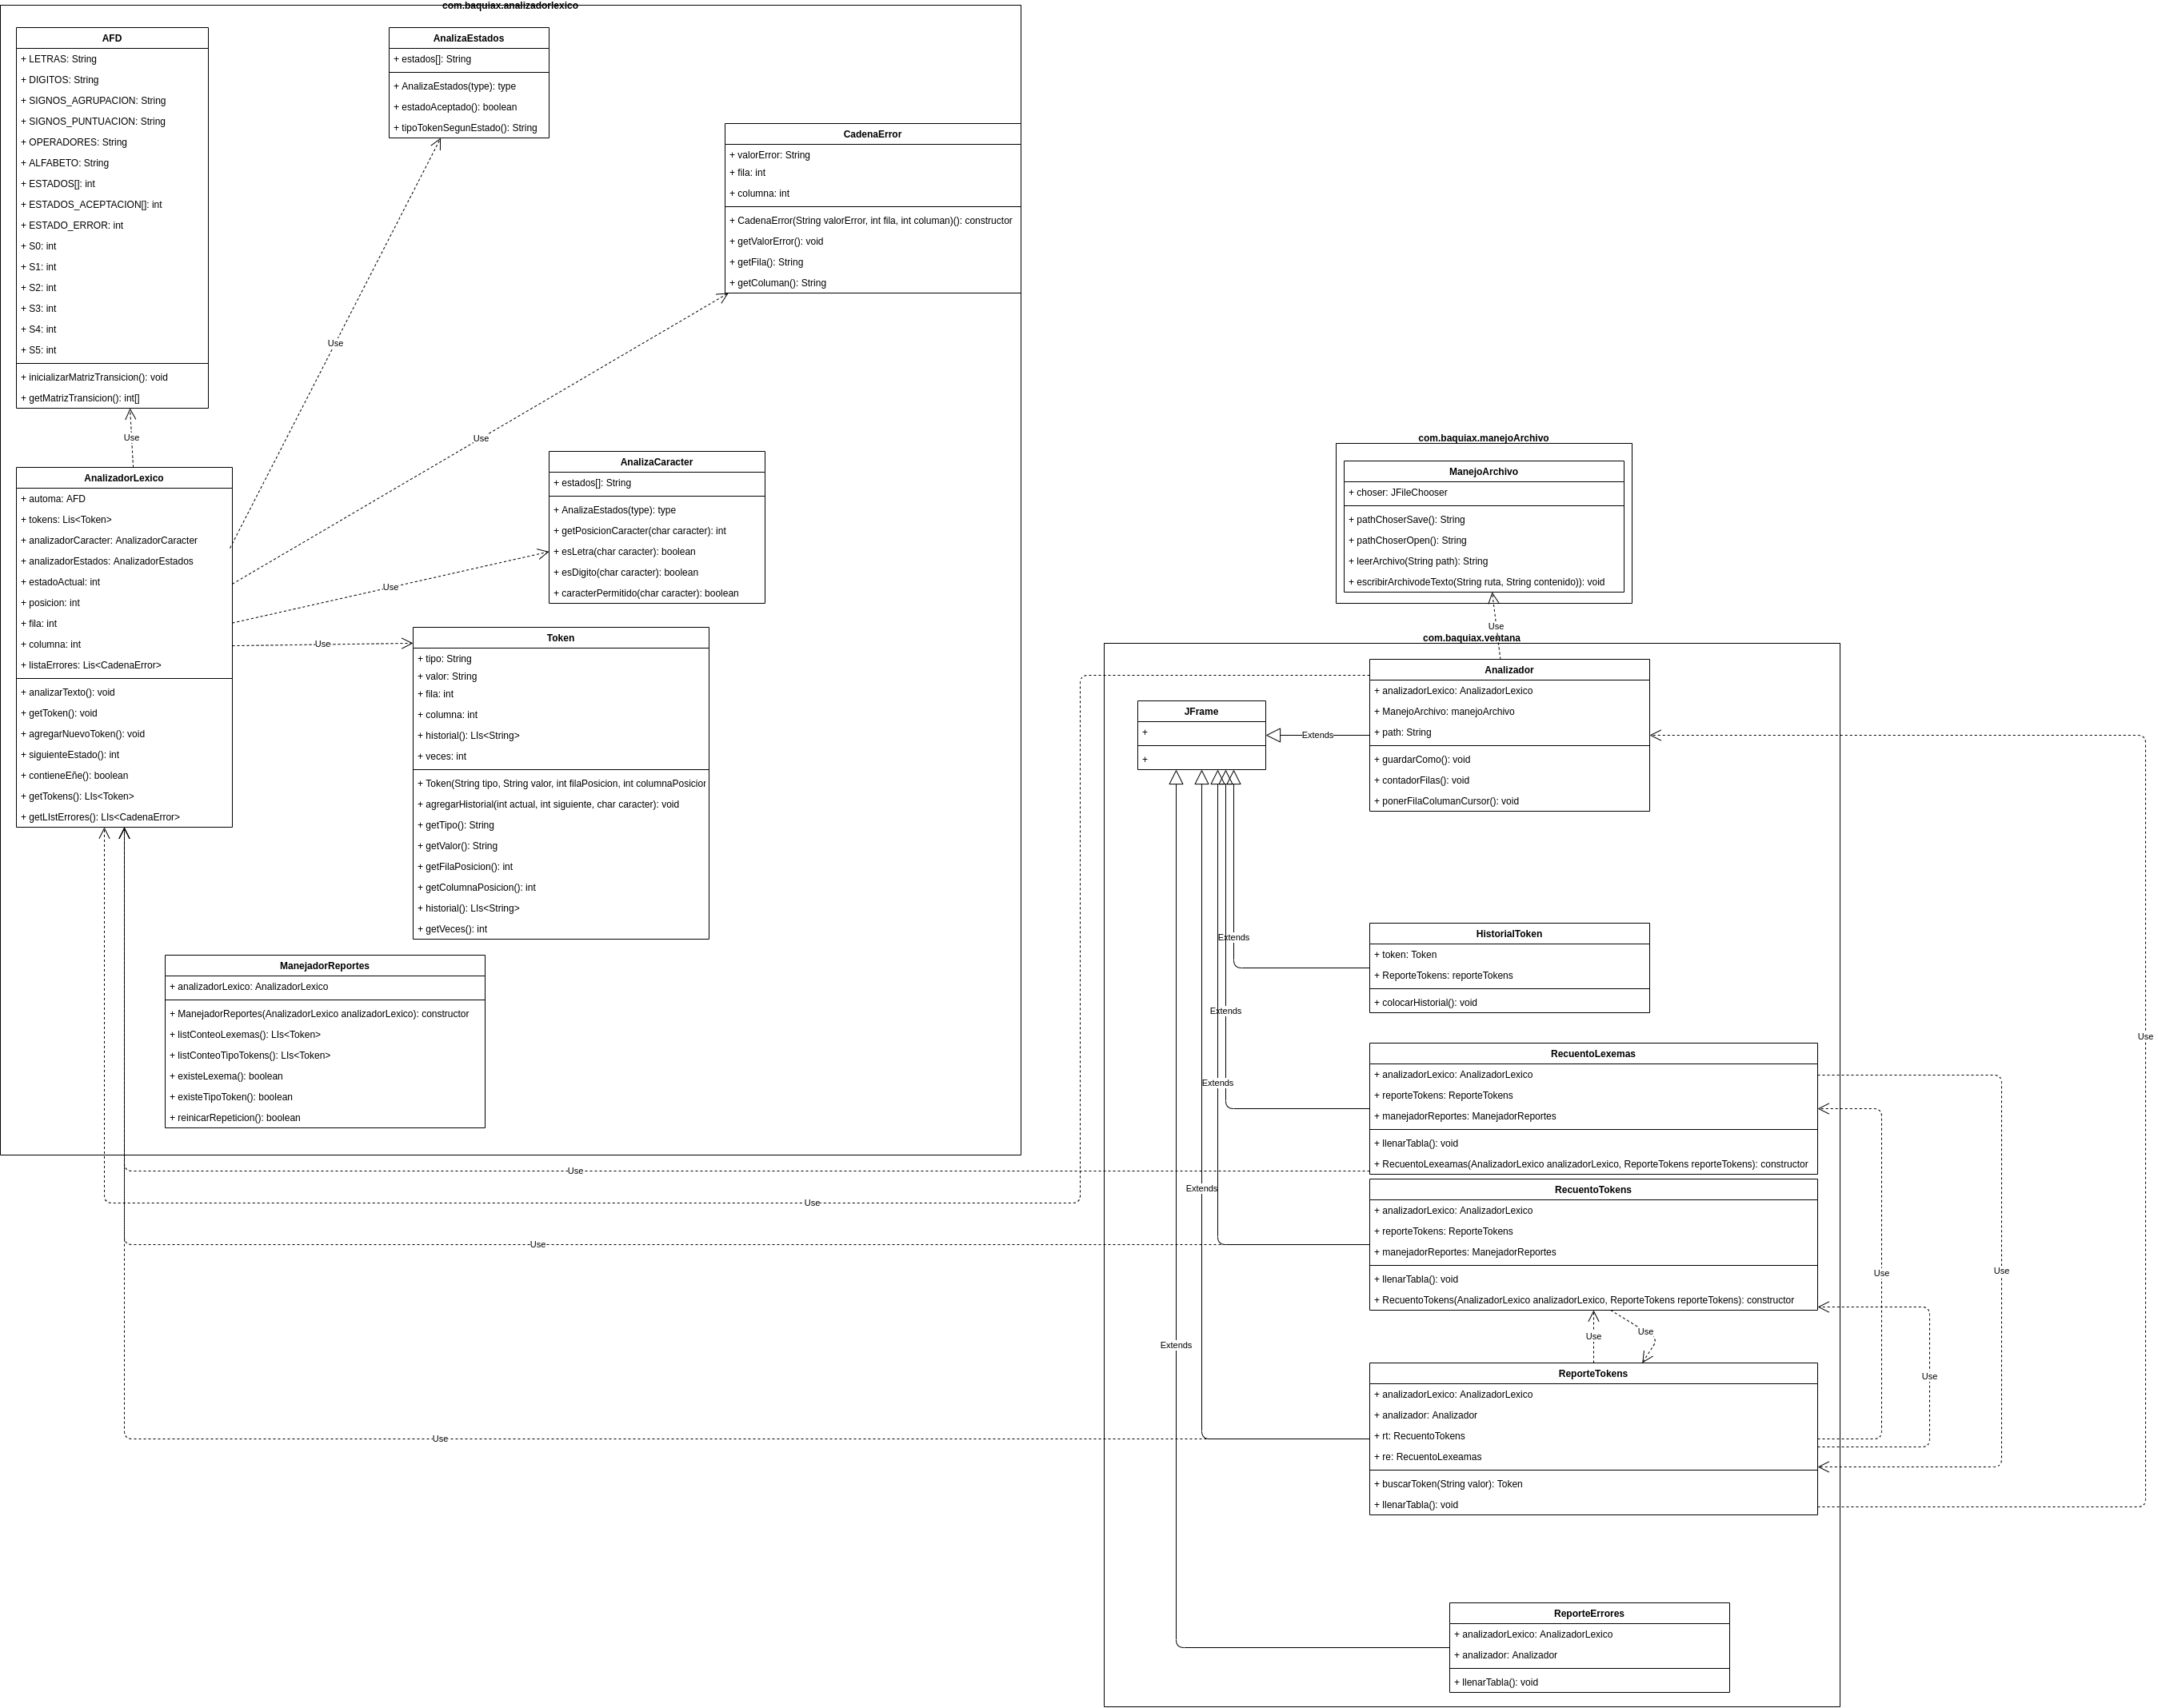 com.baquiax.analizadorlexico
AFD
+ LETRAS: String
+ DIGITOS: String
+ SIGNOS_AGRUPACION: String
+ SIGNOS_PUNTUACION: String
+ OPERADORES: String
+ ALFABETO: String
+ ESTADOS[]: int
+ ESTADOS_ACEPTACION[]: int
+ ESTADO_ERROR: int
+ S0: int
+ S1: int
+ S2: int
+ S3: int
+ S4: int
+ S5: int
+ inicializarMatrizTransicion(): void
+ getMatrizTransicion(): int[]
AnalizaEstados
+ estados[]: String
+ AnalizaEstados(type): type
+ estadoAceptado(): boolean
+ tipoTokenSegunEstado(): String
CadenaError
+ valorError: String
+ fila: int
+ columna: int
+ CadenaError(String valorError, int fila, int columan)(): constructor
+ getValorError(): void
+ getFila(): String
+ getColuman(): String
Use
Use
Use
Use
Use
AnalizadorLexico
+ automa: AFD
+ tokens: Lis<Token>
+ analizadorCaracter: AnalizadorCaracter
+ analizadorEstados: AnalizadorEstados
+ estadoActual: int
+ posicion: int
+ fila: int
+ columna: int
+ listaErrores: Lis<CadenaError>
+ analizarTexto(): void
+ getToken(): void
+ agregarNuevoToken(): void
+ siguienteEstado(): int
+ contieneEñe(): boolean
+ getTokens(): LIs<Token>
+ getLIstErrores(): LIs<CadenaError>
AnalizaCaracter
+ estados[]: String
+ AnalizaEstados(type): type
+ getPosicionCaracter(char caracter): int
+ esLetra(char caracter): boolean
+ esDigito(char caracter): boolean
+ caracterPermitido(char caracter): boolean
Token
+ tipo: String
+ valor: String
+ fila: int
+ columna: int
+ historial(): LIs<String>
+ veces: int
+ Token(String tipo, String valor, int filaPosicion, int columnaPosicion
+ agregarHistorial(int actual, int siguiente, char caracter): void
+ getTipo(): String
+ getValor(): String
+ getFilaPosicion(): int
+ getColumnaPosicion(): int
+ historial(): LIs<String>
+ getVeces(): int
ManejadorReportes
+ analizadorLexico: AnalizadorLexico
+ ManejadorReportes(AnalizadorLexico analizadorLexico): constructor
+ listConteoLexemas(): LIs<Token>
+ listConteoTipoTokens(): LIs<Token>
+ existeLexema(): boolean
+ existeTipoToken(): boolean
+ reinicarRepeticion(): boolean
com.baquiax.manejoArchivo
ManejoArchivo
+ choser: JFileChooser
+ pathChoserSave(): String
+ pathChoserOpen(): String
+ leerArchivo(String path): String
+ escribirArchivodeTexto(String ruta, String contenido)): void
Use
com.baquiax.ventana
Analizador
+ analizadorLexico: AnalizadorLexico
+ ManejoArchivo: manejoArchivo
+ path: String
+ guardarComo(): void
+ contadorFilas(): void
+ ponerFilaColumanCursor(): void
JFrame
+
+
Extends
HistorialToken
+ token: Token
+ ReporteTokens: reporteTokens
+ colocarHistorial(): void
Extends
Extends
Extends
Extends
Extends
RecuentoLexemas
+ analizadorLexico: AnalizadorLexico
+ reporteTokens: ReporteTokens
+ manejadorReportes: ManejadorReportes
+ llenarTabla(): void
+ RecuentoLexeamas(AnalizadorLexico analizadorLexico, ReporteTokens reporteTokens): constructor
RecuentoTokens
+ analizadorLexico: AnalizadorLexico
+ reporteTokens: ReporteTokens
+ manejadorReportes: ManejadorReportes
+ llenarTabla(): void
+ RecuentoTokens(AnalizadorLexico analizadorLexico, ReporteTokens reporteTokens): constructor
Use
Use
Use
Use
Use
Use
Use
Use
Use
Use
ReporteTokens
+ analizadorLexico: AnalizadorLexico
+ analizador: Analizador
+ rt: RecuentoTokens
+ re: RecuentoLexeamas
+ buscarToken(String valor): Token
+ llenarTabla(): void
ReporteErrores
+ analizadorLexico: AnalizadorLexico
+ analizador: Analizador
+ llenarTabla(): void